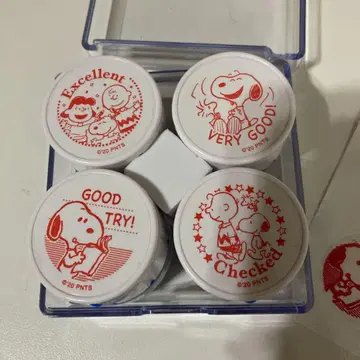 Excellent
©'20 PNTS
VERY GOOD!
©'20 PNTS
GOOD
TRY!
©'20 PNTS
Checked
©'20 PNTS